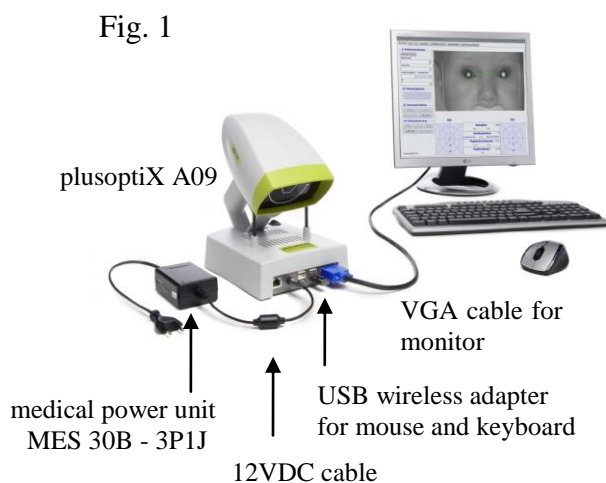 Fig. 1
plusoptiX A09
VGA cable for
monitor
medical power unit
MES 30B - 3P1J
USB wireless adapter
for mouse and keyboard
12VDC cable